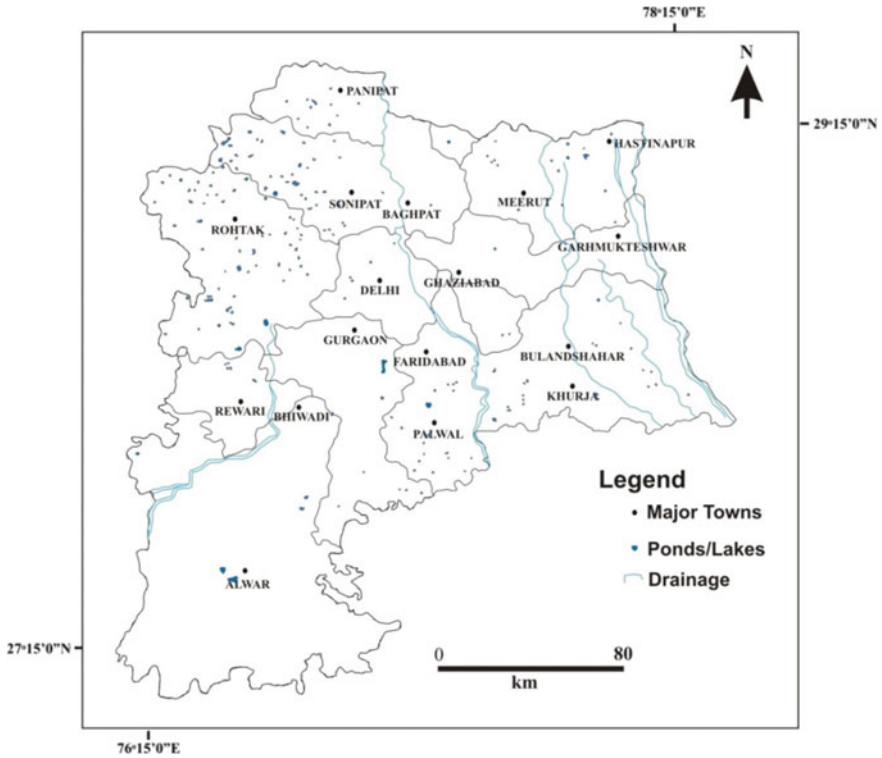 78°15'0"E
N
29°15'0"N
PANIPAT
HASTINAPUR
SONIPAT
MEERUT
BAGHPAT
ROHTAK
GARHMUKTESHWAR
GHAZIABAD
DELHI
GURGAON
BULANDSHAHAR
FARIDABAD
KHURJA
REWARI
BHIWADI
PALWAL
Legend
Major Towns
Ponds/Lakes
Drainage
ALWAR
27°15'0"N
0 80
km
76°15'0"E